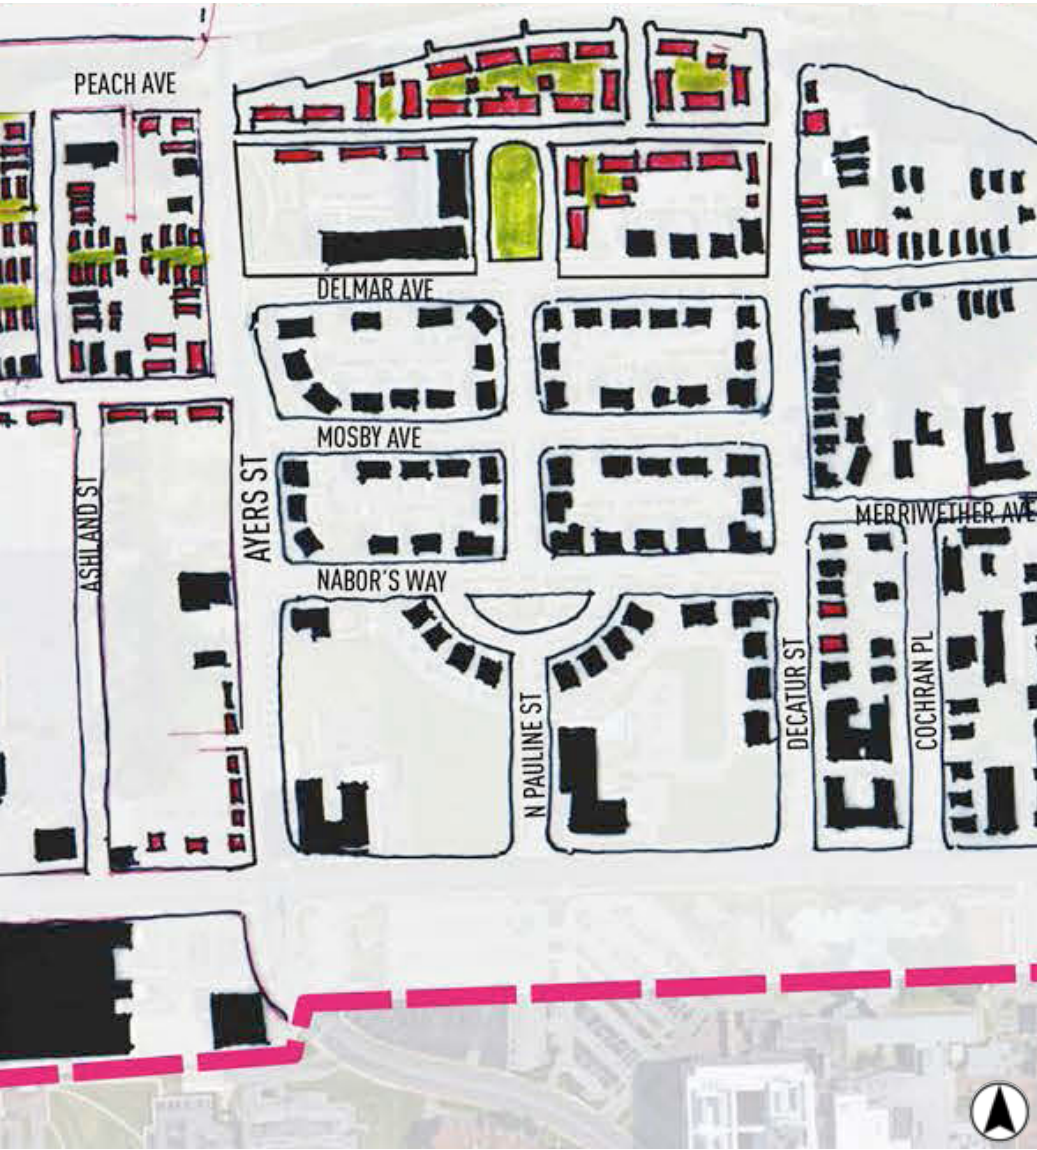 PEACH AVE
DELMAR AVE
MOSBY AVE
ASHLAND ST
AYERS ST
MERRIWETHER AVE
NABOR'S WAY
N PAULINE ST
DECATUR ST
COCHRAN PL